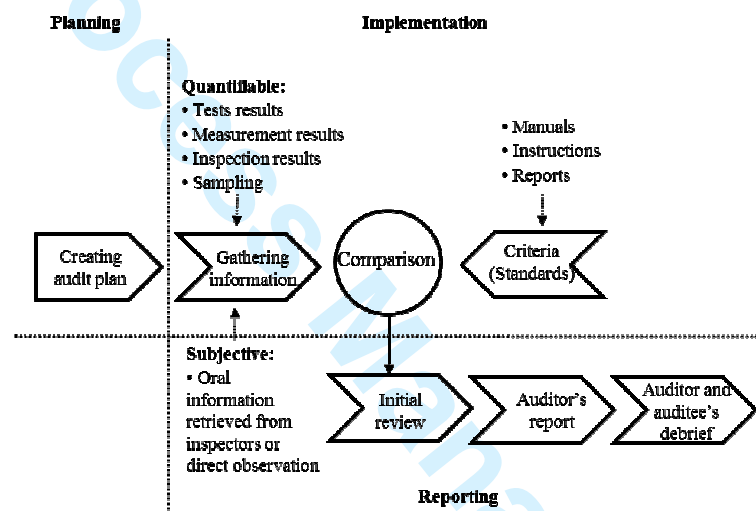 Planning
Implementation
Quantifiable:
• Tests results
• Measurement results
• Inspection results
• Sampling
• Manuals
• Instructions
• Reports
Creating
audit plan
Gathering
information
Comparison
Criteria
(Standards)
Subjective:
• Oral
information
retrieved from
inspectors or
direct observation
Initial
review
Auditor's
report
Auditor and
auditee's
debrief
Reporting
ocess Mana